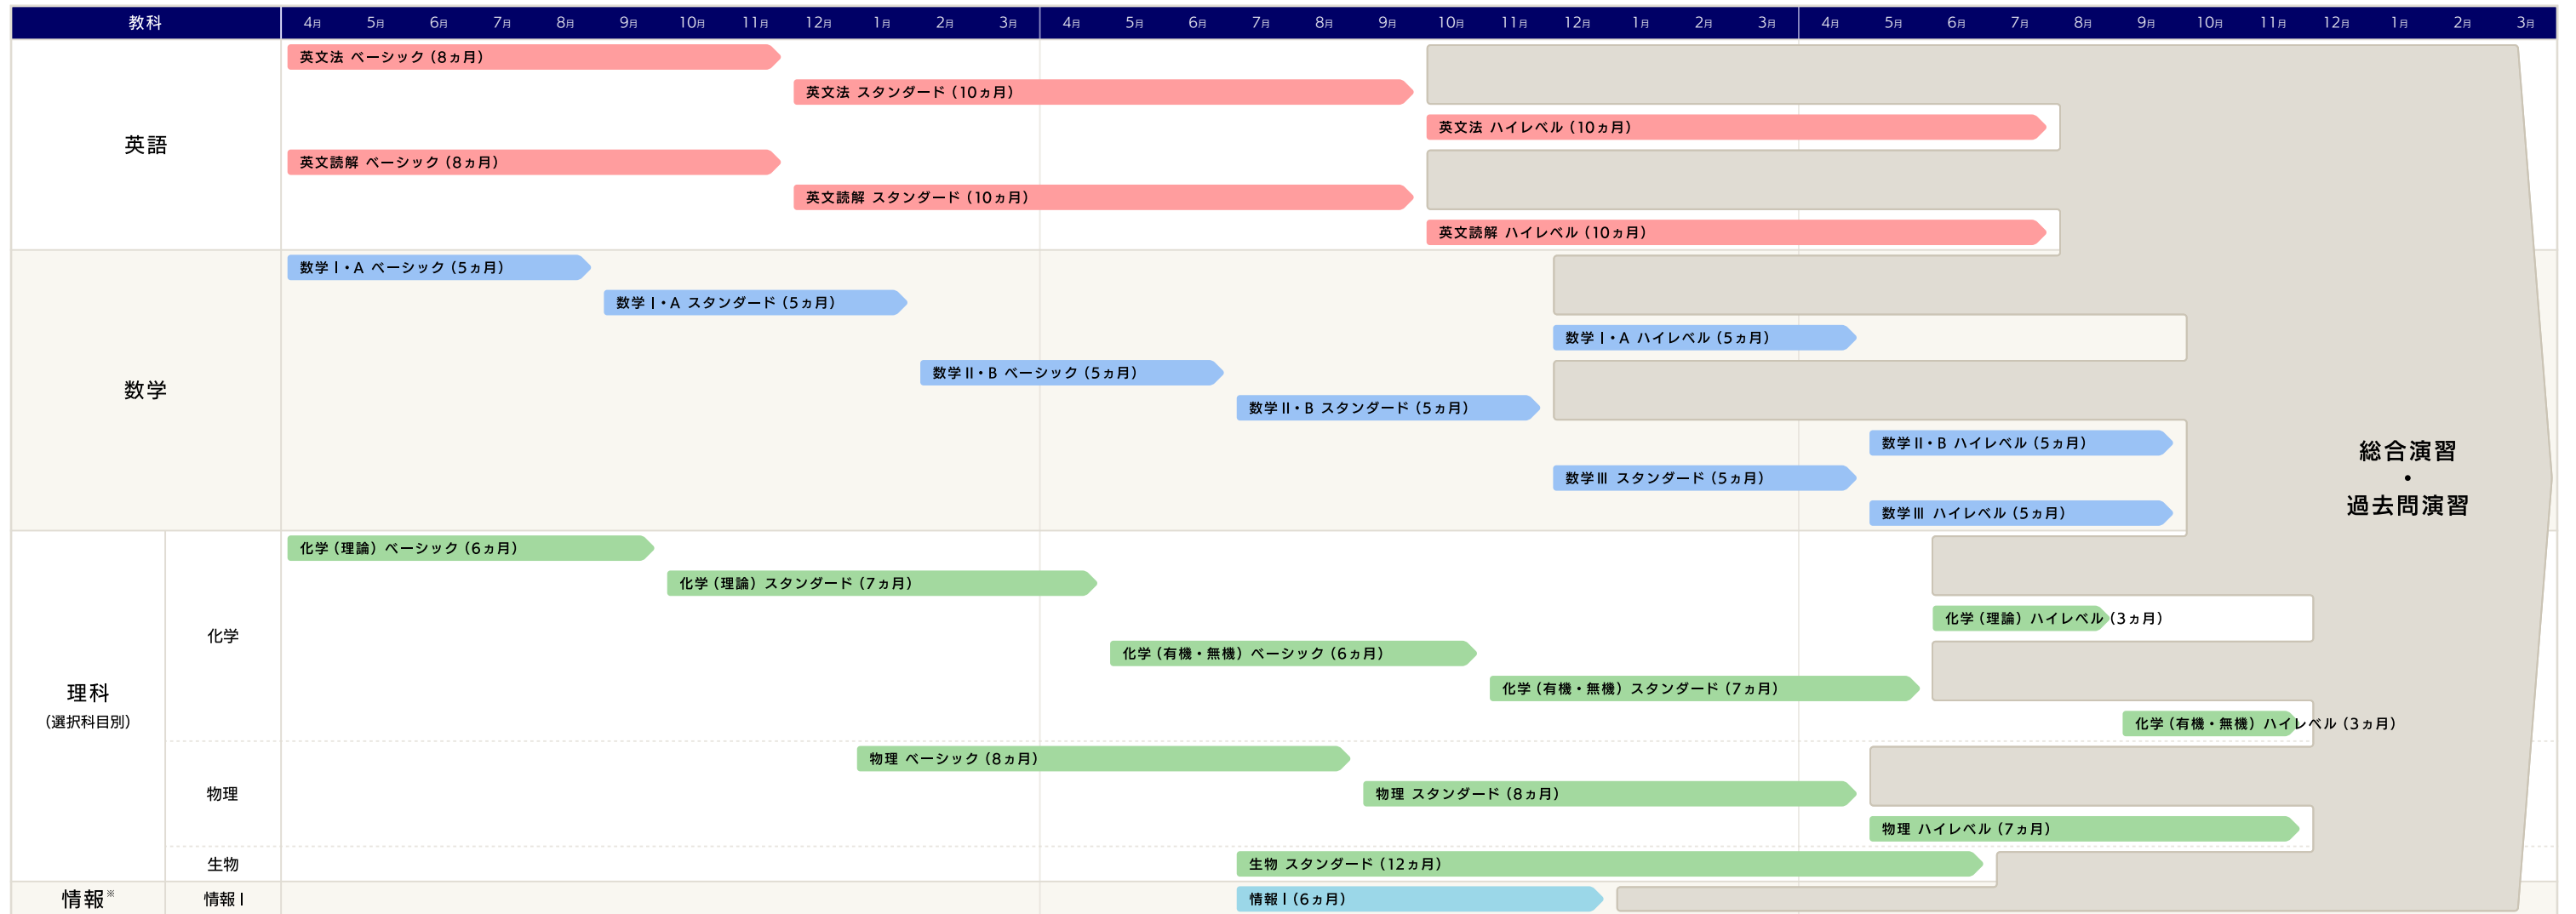 教科 4月 5月 6月 7月 8月 9月 10月 11月 12月 1月 2月 3月 4月 5月 6月 7月 8月 9月 10月 11月 12月 1月 2月 3月 4月 5月 6月 7月 8月 9月 10月 11月 12月 1月 2月 3月
英語
英文法 ベーシック（8ヵ月）
英文法 スタンダード（10ヵ月）
英文法 ハイレベル（10ヵ月）
英文読解 ベーシック（8ヵ月）
英文読解 スタンダード（10ヵ月）
英文読解 ハイレベル（10ヵ月）
数学
数学Ⅰ・A ベーシック（5ヵ月）
数学Ⅰ・A スタンダード（5ヵ月）
数学Ⅰ・A ハイレベル（5ヵ月）
数学Ⅱ・B ベーシック（5ヵ月）
数学Ⅱ・B スタンダード（5ヵ月）
数学Ⅱ・B ハイレベル（5ヵ月）
数学Ⅲ スタンダード（5ヵ月）
数学Ⅲ ハイレベル（5ヵ月）
総合演習
・
過去問演習
理科
（選択科目別）
化学
化学（理論）ベーシック（6ヵ月）
化学（理論）スタンダード（7ヵ月）
化学（理論）ハイレベル（3ヵ月）
化学（有機・無機）ベーシック（6ヵ月）
化学（有機・無機）スタンダード（7ヵ月）
化学（有機・無機）ハイレベル（3ヵ月）
物理
物理 ベーシック（8ヵ月）
物理 スタンダード（8ヵ月）
物理 ハイレベル（7ヵ月）
生物
生物 スタンダード（12ヵ月）
情報※
情報Ⅰ
情報Ⅰ（6ヵ月）